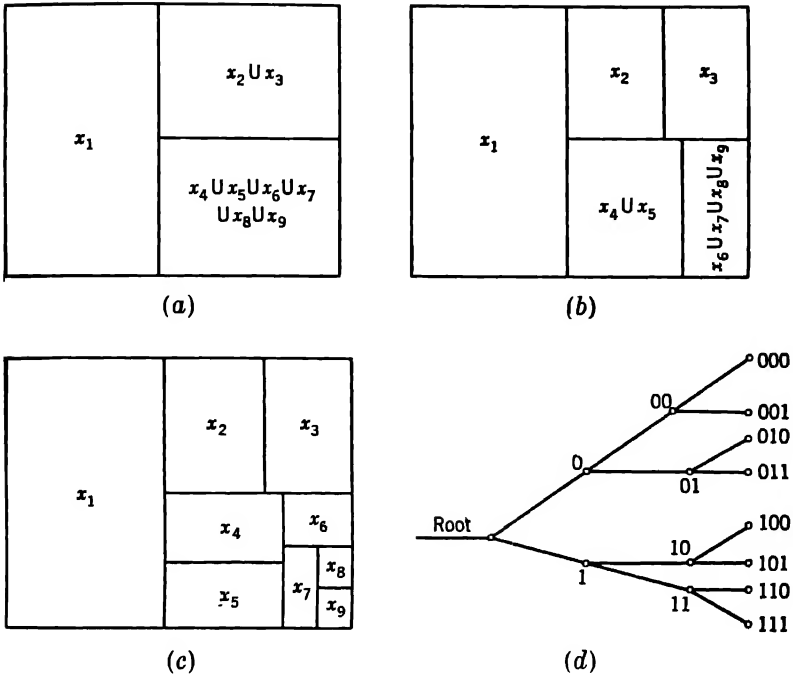 x₁
x₂∪x₃
x₄∪x₅∪x₆∪x₇
∪x₈∪x₉
(a)
x₁
x₂
x₃
x₄∪x₅
x₆∪x₇∪x₈∪x₉
(b)
x₁
x₂
x₃
x₄
x₅
x₆
x₇
x₈
x₉
(c)
Root
0
1
00
01
10
11
000
001
010
011
100
101
110
111
(d)